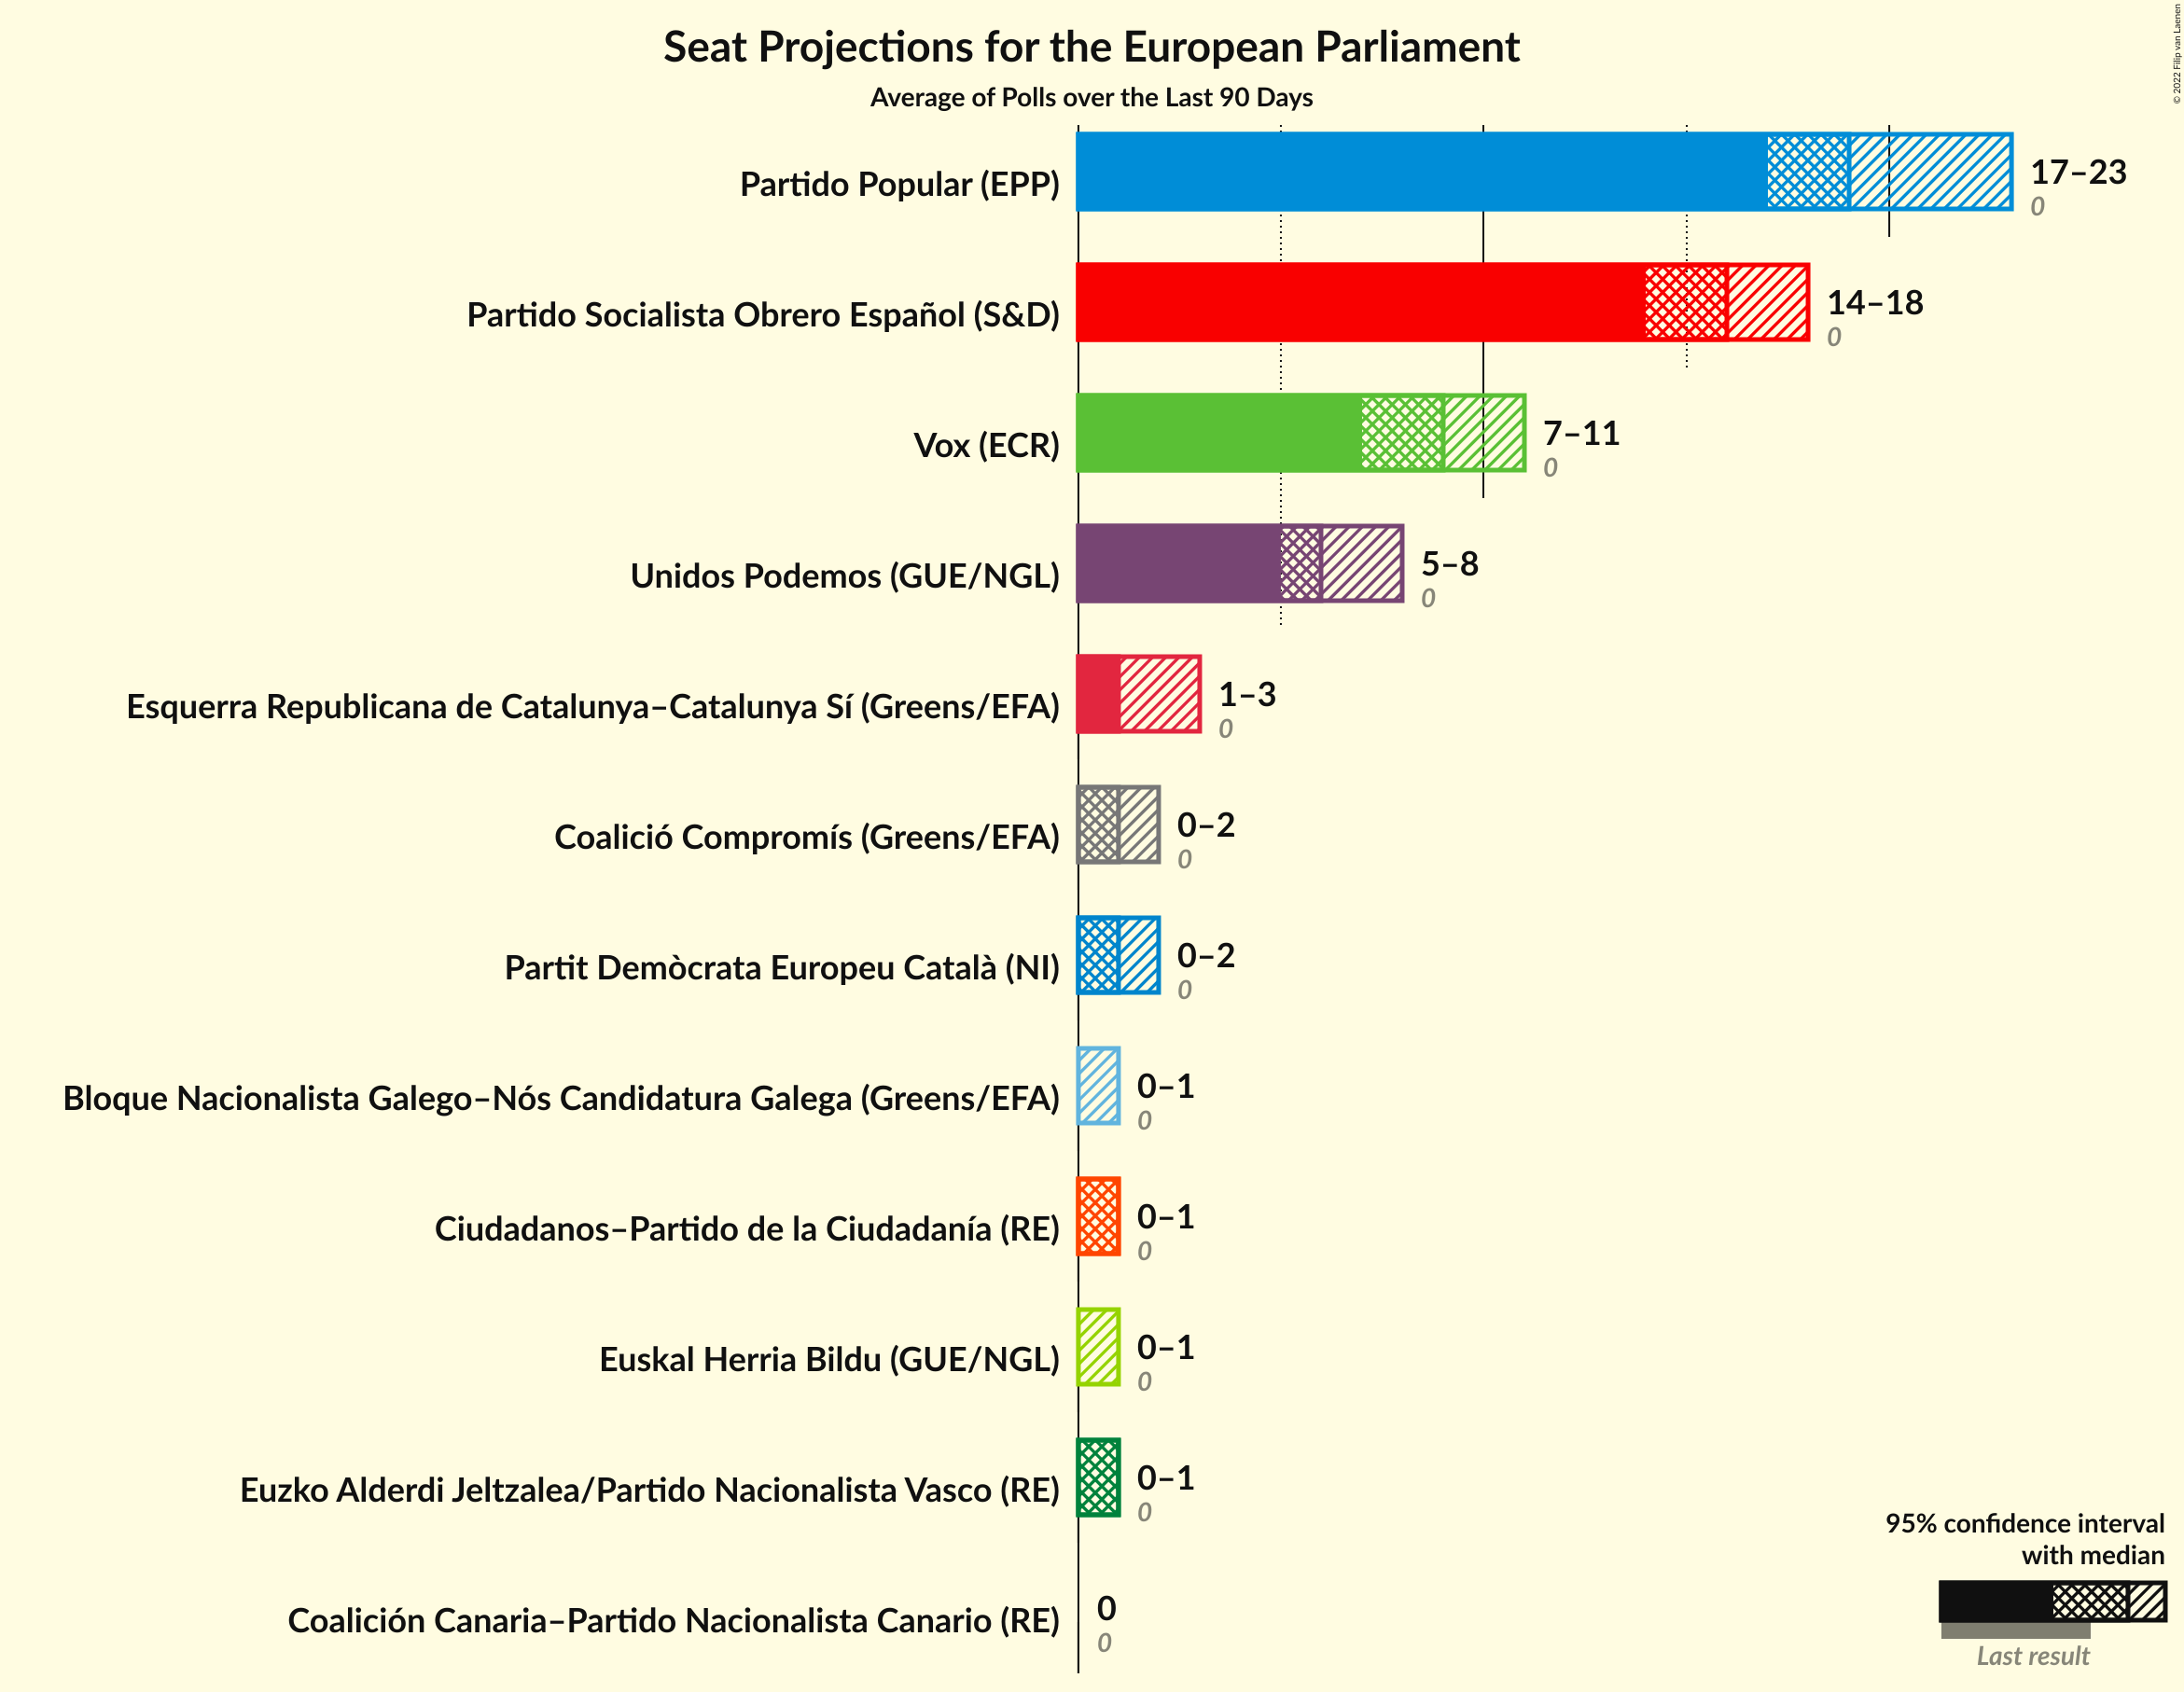 © 2022 Filip van Laenen
Seat Projections for the European Parliament
Average of Polls over the Last 90 Days
Partido Popular (EPP)
17–23
0
Partido Socialista Obrero Español (S&D)
14–18
0
Vox (ECR)
7–11
0
Unidos Podemos (GUE/NGL)
5–8
0
Esquerra Republicana de Catalunya–Catalunya Sí (Greens/EFA)
1–3
0
Coalició Compromís (Greens/EFA)
0–2
0
Partit Demòcrata Europeu Català (NI)
0–2
0
Bloque Nacionalista Galego–Nós Candidatura Galega (Greens/EFA)
0–1
0
Ciudadanos–Partido de la Ciudadanía (RE)
0–1
0
Euskal Herria Bildu (GUE/NGL)
0–1
0
Euzko Alderdi Jeltzalea/Partido Nacionalista Vasco (RE)
0–1
0
Coalición Canaria–Partido Nacionalista Canario (RE)
0
0
95% confidence interval
with median
Last result